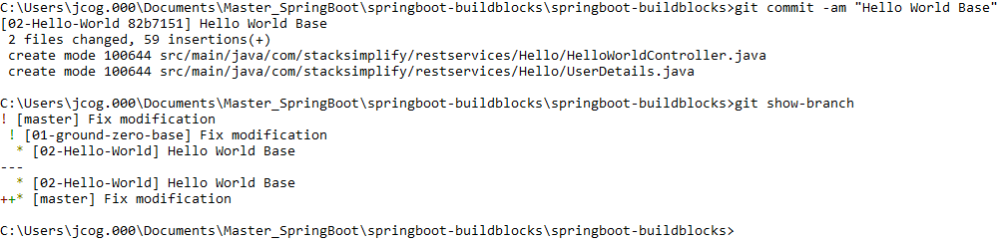 C:\Users\jcog.000\Documents\Master_SpringBoot\springboot-buildblocks\springboot-buildblocks>git commit -am "Hello World Base"
[02-Hello-World 82b7151] Hello World Base
 2 files changed, 59 insertions(+)
 create mode 100644 src/main/java/com/stacksimplify/restservices/Hello/HelloWorldController.java
 create mode 100644 src/main/java/com/stacksimplify/restservices/Hello/UserDetails.java

C:\Users\jcog.000\Documents\Master_SpringBoot\springboot-buildblocks\springboot-buildblocks>git show-branch
! [master] Fix modification
 ! [01-ground-zero-base] Fix modification
  * [02-Hello-World] Hello World Base
---
  * [02-Hello-World] Hello World Base
++* [master] Fix modification

C:\Users\jcog.000\Documents\Master_SpringBoot\springboot-buildblocks\springboot-buildblocks>